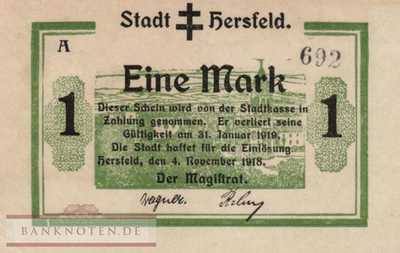 Stadt ‡ Hersfeld.
A
692
Eine Mark
1
1
Dieser Schein wird von der Stadtkasse in
Zahlung genommen. Er verliert seine
Gültigkeit am 31. Januar 1919.
Die Stadt haftet für die Einlösung
Hersfeld, den 4. November 1918.
Der Magistrat.
Wagner.
BANKNOTEN.DE